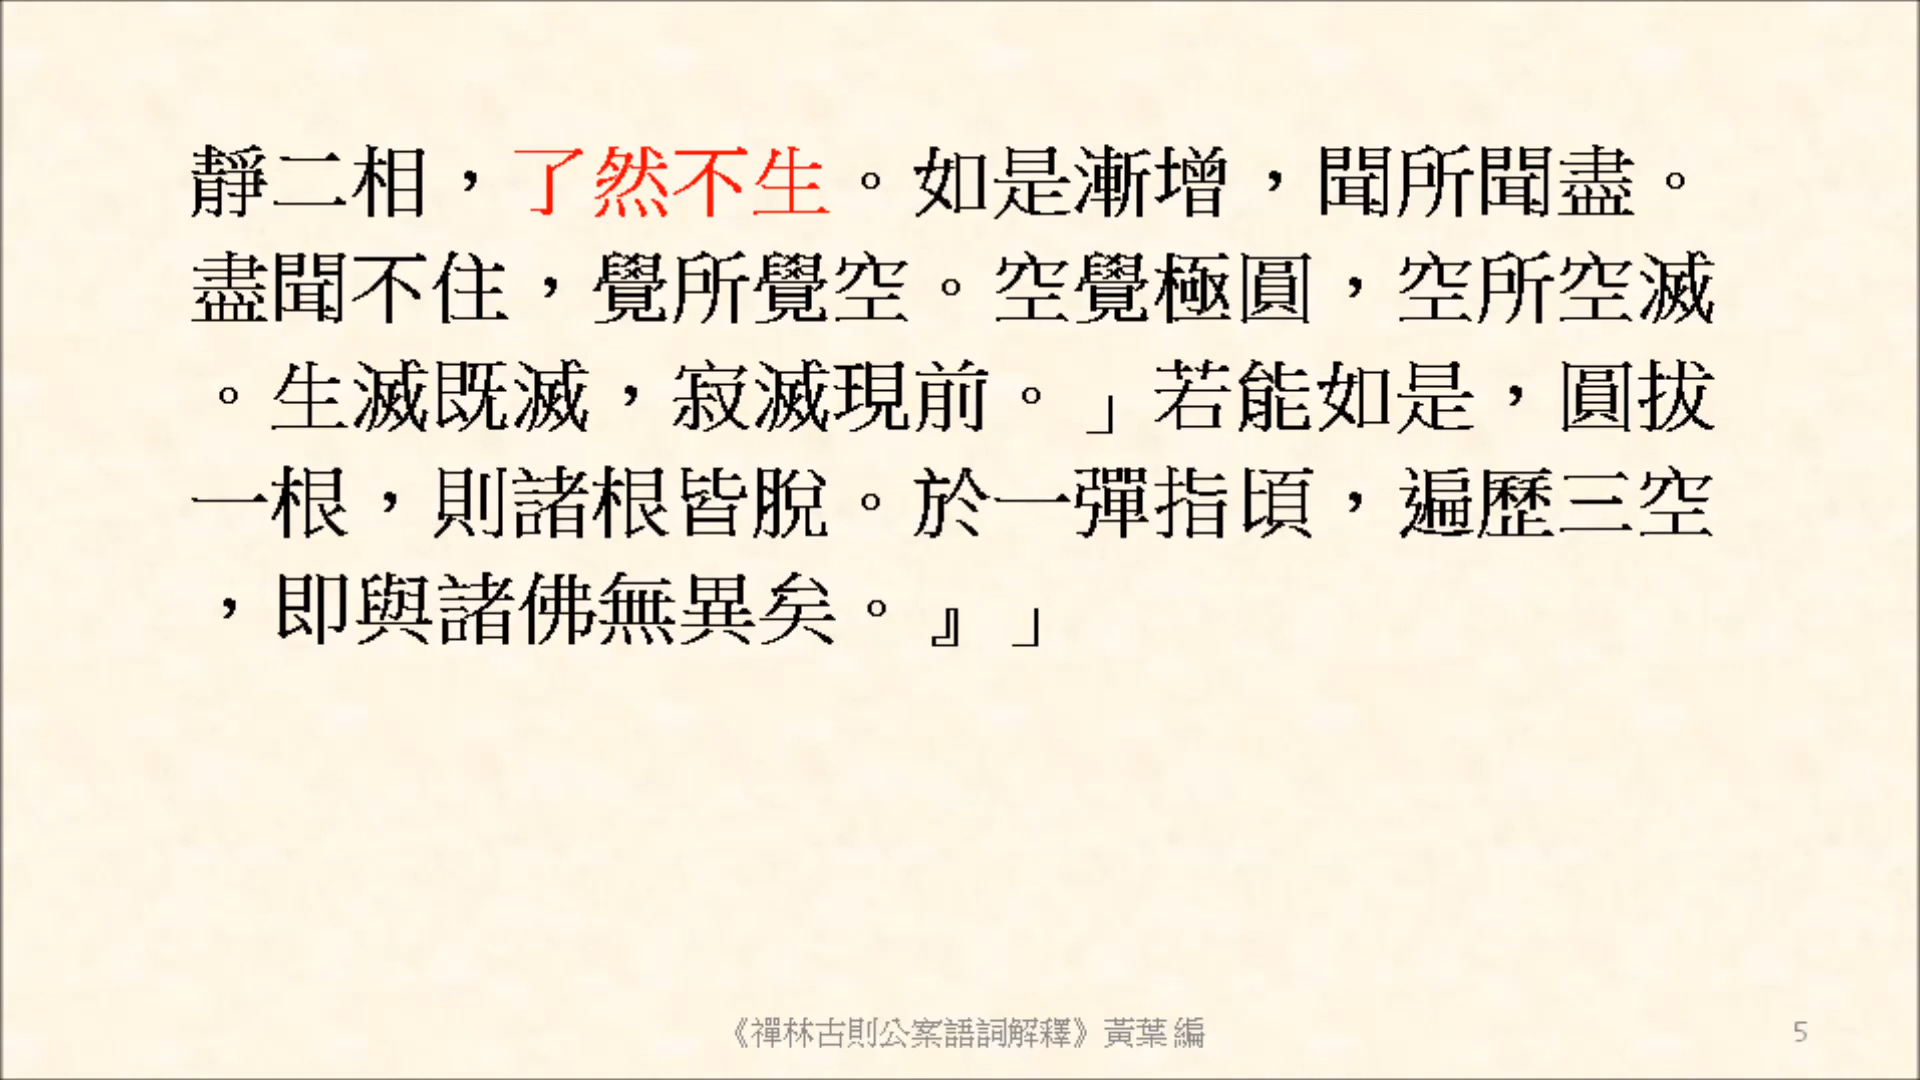 靜二相，了然不生。如是漸增，聞所聞盡。
盡聞不住，覺所覺空。空覺極圓，空所空滅
。生滅既滅，寂滅現前。」若能如是，圓拔
一根，則諸根皆脫。於一彈指頃，遍歷三空
，即與諸佛無異矣。』」
《禪林古則公案語詞解釋》黃葉編
5